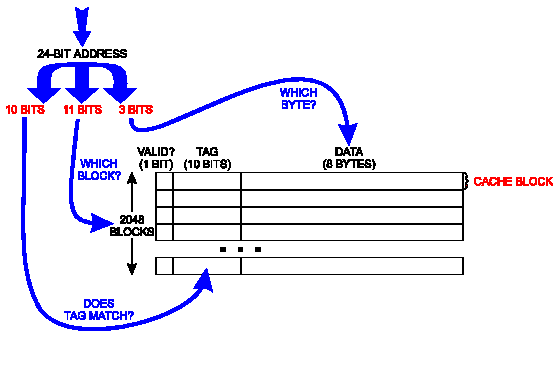 24-BIT ADDRESS
10 BITS
11 BITS
3 BITS
WHICH
BYTE?
WHICH
BLOCK?
VALID?
(1 BIT)
TAG
(10 BITS)
DATA
(8 BYTES)
CACHE BLOCK
2048
BLOCKS
DOES
TAG MATCH?